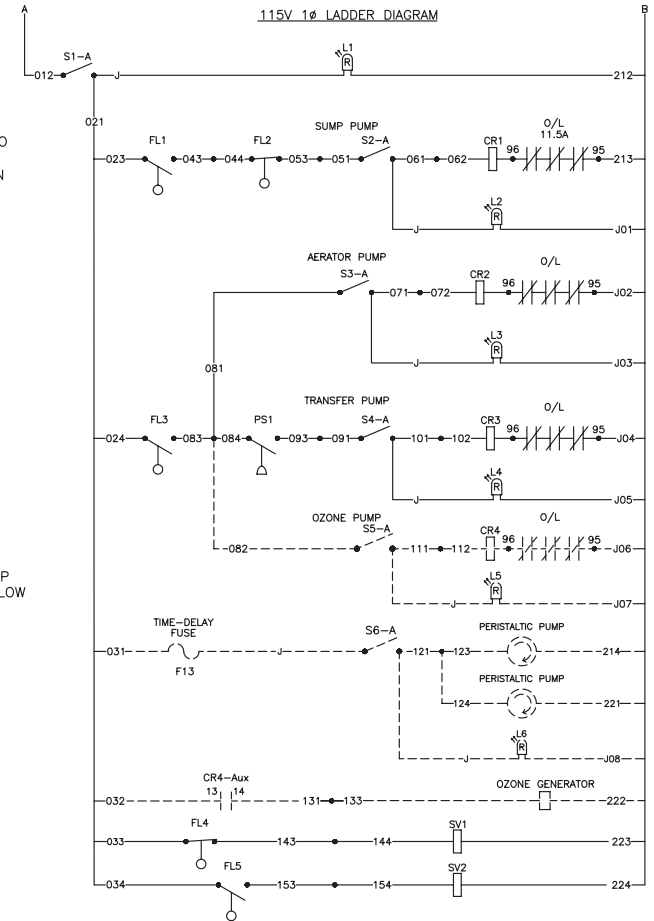 115V 1ø LADDER DIAGRAM
A
B
S1-A
L1
R
012
J
212
021
O
N
SUMP PUMP
O/L
11.5A
FL1
FL2
S2-A
CR1
96
95
023
043
044
053
051
061
062
213
L2
R
J
J01
AERATOR PUMP
O/L
S3-A
CR2
96
95
071
072
J02
L3
R
J
J03
081
TRANSFER PUMP
O/L
FL3
PS1
S4-A
CR3
96
95
024
083
084
093
091
101
102
J04
L4
R
J
J05
OZONE PUMP
O/L
S5-A
CR4
96
95
082
111
112
J06
P
LOW
L5
R
J
J07
TIME-DELAY
FUSE
F13
S6-A
PERISTALTIC PUMP
031
J
121
123
214
PERISTALTIC PUMP
124
221
L6
R
J
J08
CR4-Aux
13 14
OZONE GENERATOR
032
131
133
222
FL4
SV1
033
143
144
223
FL5
SV2
034
153
154
224